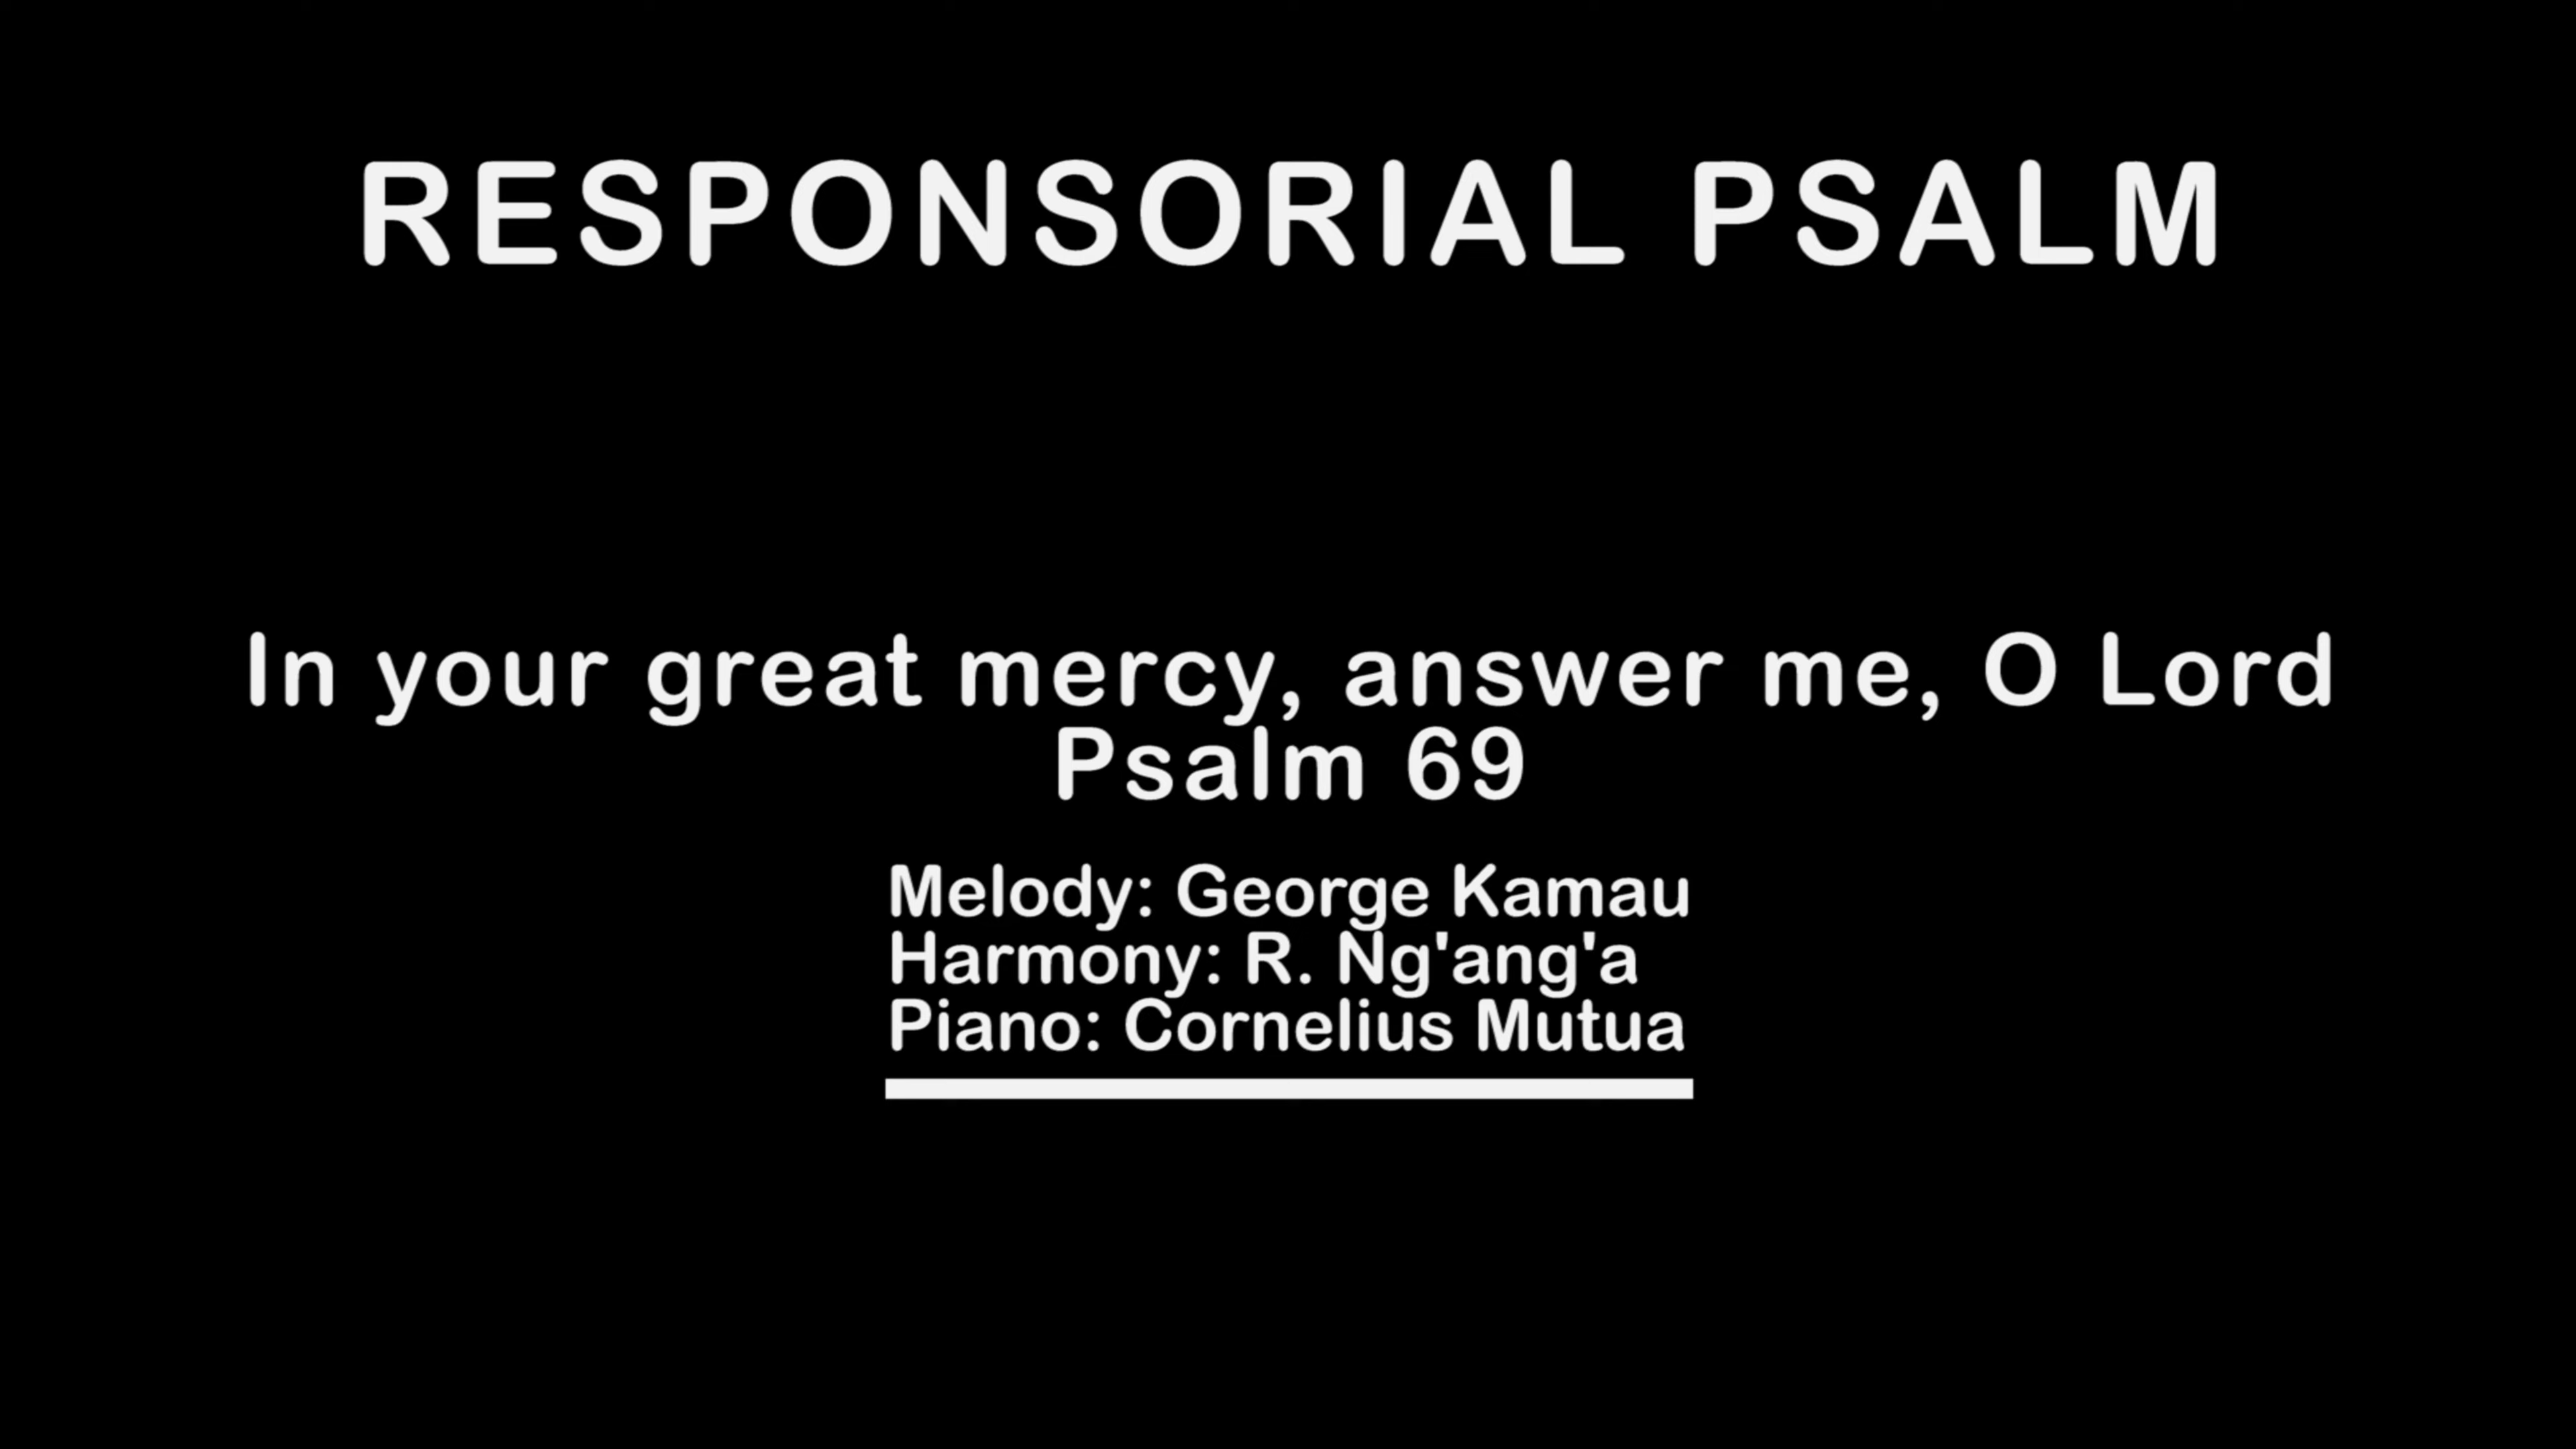 RESPONSORIAL PSALM
In your great mercy, answer me, O Lord
Psalm 69
Melody: George Kamau
Harmony: R. Ng'ang'a
Piano: Cornelius Mutua